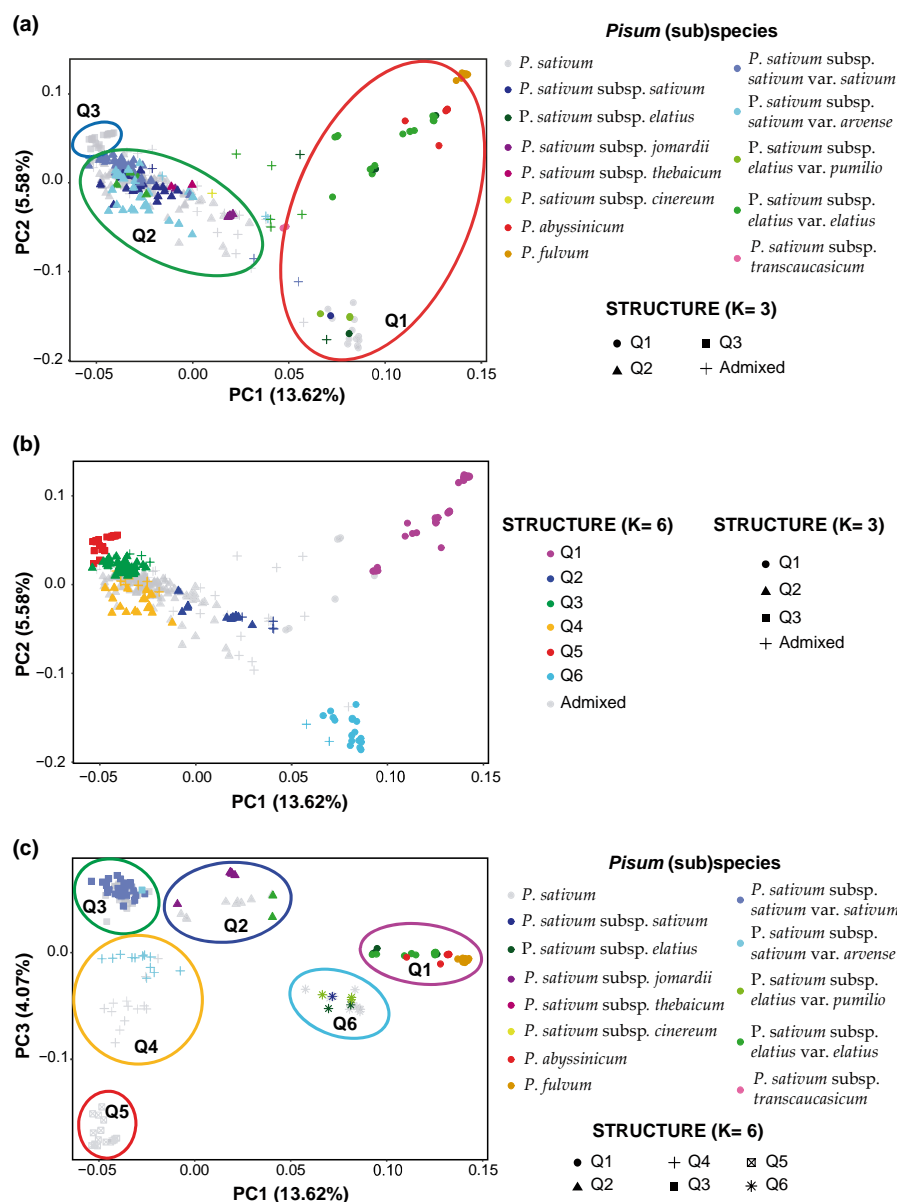 (a)
0.1
0.0
−0.1
−0.2
PC2 (5.58%)
Q3
Q2
Q1
−0.05
0.00
0.05
0.10
0.15
PC1 (13.62%)
Pisum (sub)species
P. sativum
P. sativum subsp. sativum
P. sativum subsp. elatius
P. sativum subsp. jomardii
P. sativum subsp. thebaicum
P. sativum subsp. cinereum
P. abyssinicum
P. fulvum
P. sativum subsp.
sativum var. sativum
P. sativum subsp.
sativum var. arvense
P. sativum subsp.
elatius var. pumilio
P. sativum subsp.
elatius var. elatius
P. sativum subsp.
transcaucasicum
STRUCTURE (K= 3)
Q1
Q3
Q2
Admixed
(b)
0.1
0.0
−0.1
−0.2
PC2 (5.58%)
−0.05
0.00
0.05
0.10
0.15
PC1 (13.62%)
STRUCTURE (K= 6)
Q1
Q2
Q3
Q4
Q5
Q6
Admixed
STRUCTURE (K= 3)
Q1
Q2
Q3
Admixed
(c)
0.0
−0.1
PC3 (4.07%)
Q3
Q2
Q1
Q6
Q4
Q5
−0.05
0.00
0.05
0.10
0.15
PC1 (13.62%)
Pisum (sub)species
P. sativum
P. sativum subsp. sativum
P. sativum subsp. elatius
P. sativum subsp. jomardii
P. sativum subsp. thebaicum
P. sativum subsp. cinereum
P. abyssinicum
P. fulvum
P. sativum subsp.
sativum var. sativum
P. sativum subsp.
sativum var. arvense
P. sativum subsp.
elatius var. pumilio
P. sativum subsp.
elatius var. elatius
P. sativum subsp.
transcaucasicum
STRUCTURE (K= 6)
Q1
Q4
Q5
Q2
Q3
Q6